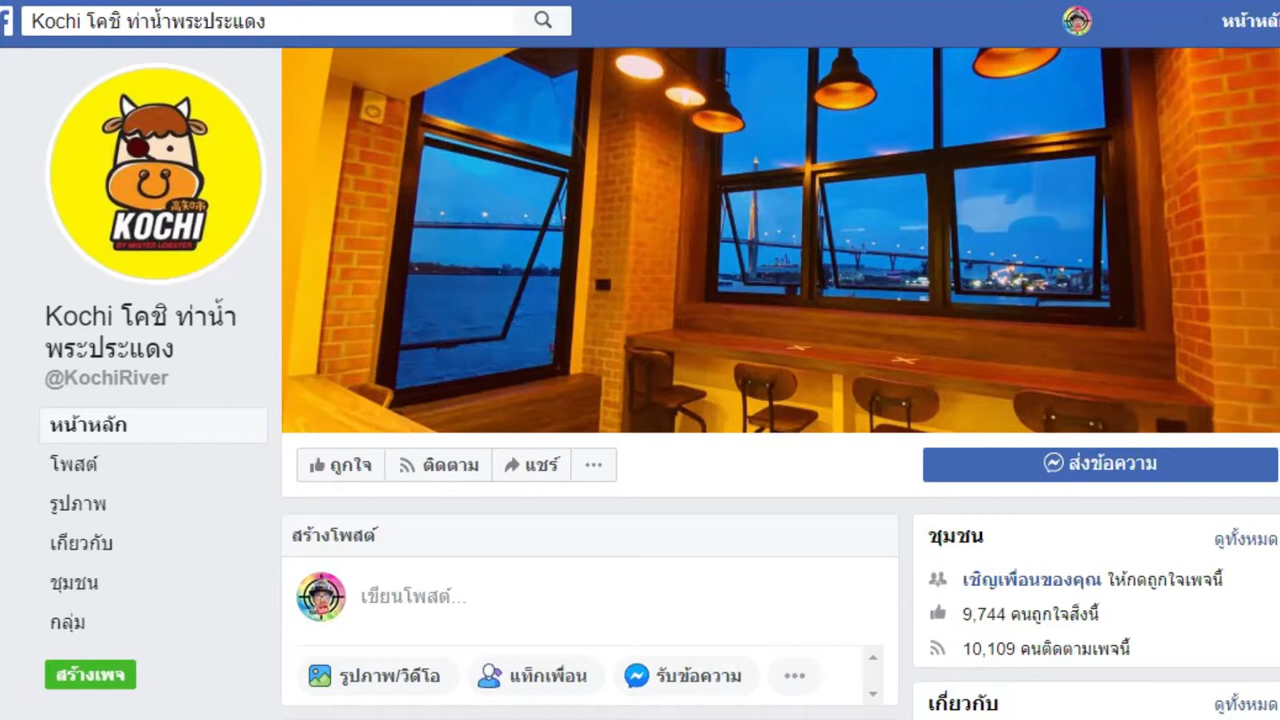 Kochi โคชิ ท่าน้ำพระประแดง
หน้าหลั
高知市
KOCHI
BY MISTER LOBSTER
Kochi โคชิ ท่าน้ำ
พระประแดง
@KochiRiver
หน้าหลัก
โพสต์
รูปภาพ
เกี่ยวกับ
ชุมชน
กลุ่ม
สร้างเพจ
ถูกใจ ติดตาม แชร์ ...
ส่งข้อความ
สร้างโพสต์
เขียนโพสต์...
รูปภาพ/วิดีโอ แท็กเพื่อน รับข้อความ ...
ชุมชน ดูทั้งหมด
เชิญเพื่อนของคุณ ให้กดถูกใจเพจนี้
9,744 คนถูกใจสิ่งนี้
10,109 คนติดตามเพจนี้
เกี่ยวกับ ดูทั้งหมด